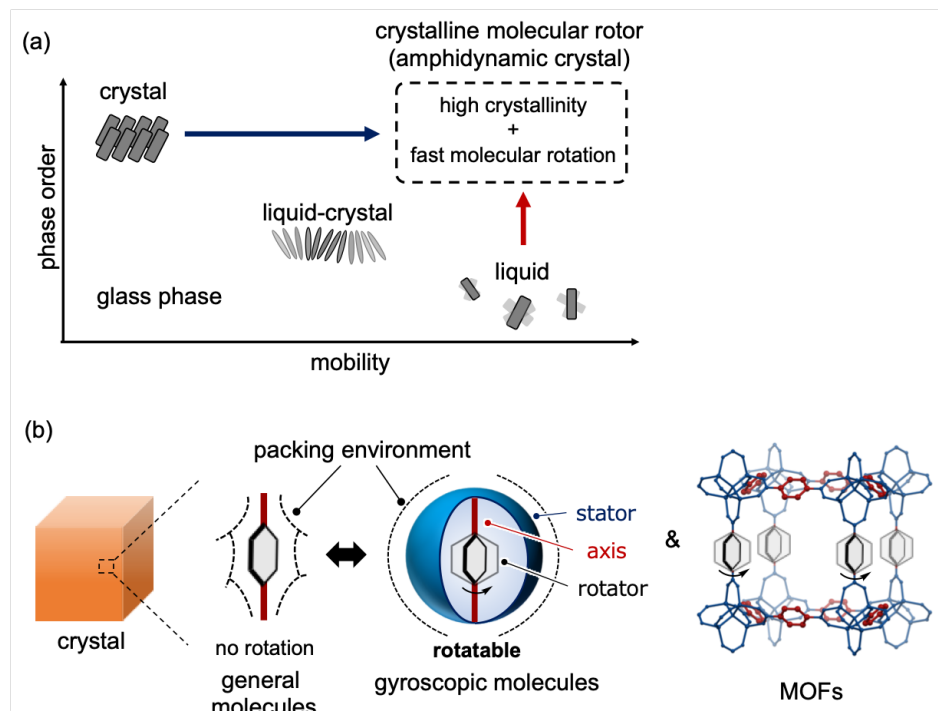 (a)
crystalline molecular rotor
(amphidynamic crystal)
crystal
high crystallinity
+
fast molecular rotation
phase order
liquid-crystal
liquid
glass phase
mobility
(b)
packing environment
stator
axis
rotator
&
crystal
no rotation
general
molecules
rotatable
gyroscopic molecules
MOFs